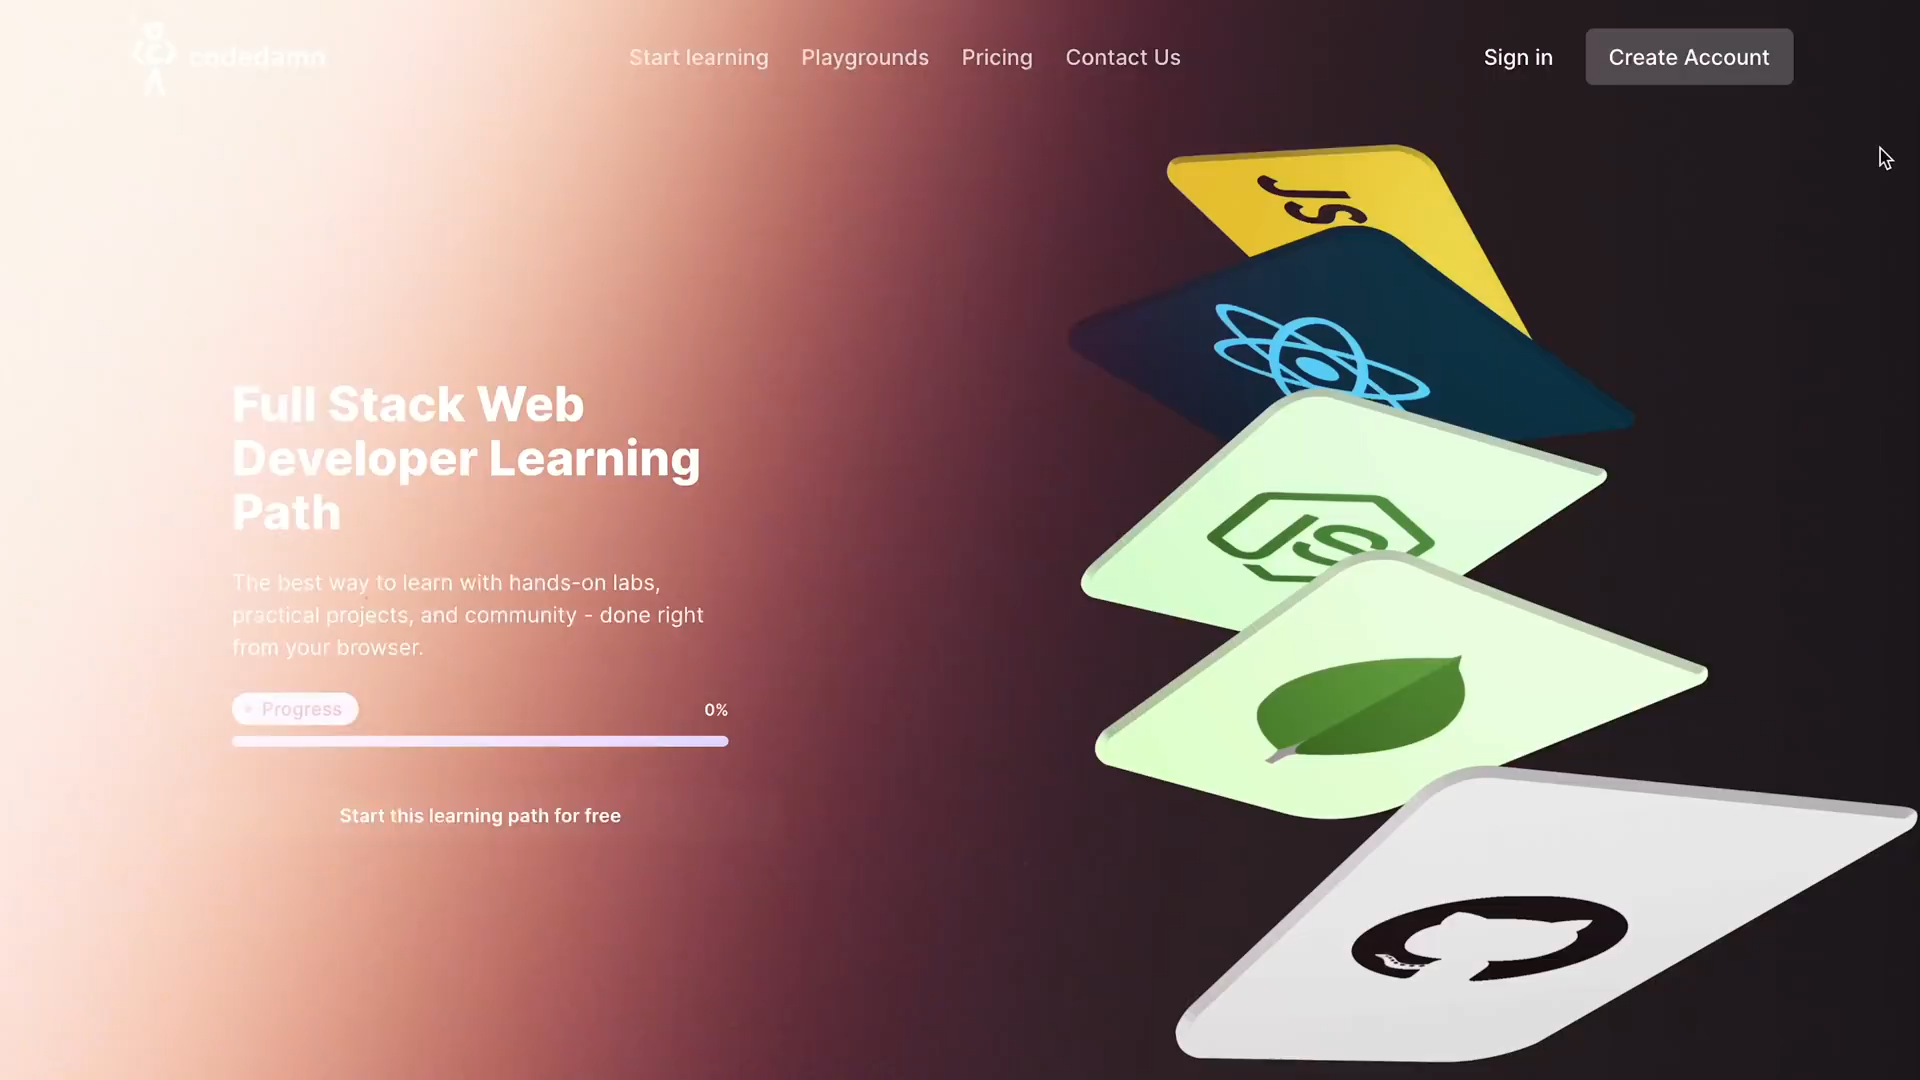 codedamn
Start learning
Playgrounds
Pricing
Contact Us
Sign in
Create Account
JS
JS
Full Stack Web
Developer Learning
Path
The best way to learn with hands-on labs,
practical projects, and community - done right
from your browser.
Progress
0%
Start this learning path for free